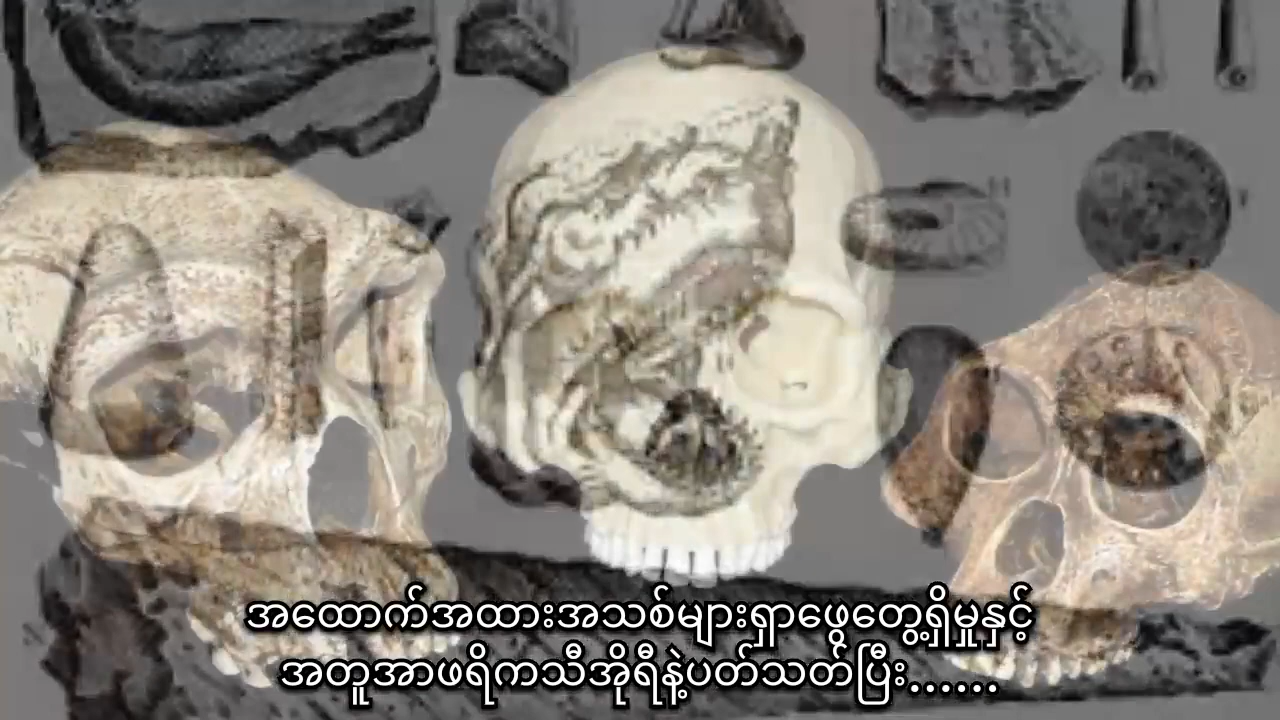 အထောက်အထားအသစ်များရှာဖွေတွေ့ရှိမှုနှင့်
အတူအာဖရိကသီအိုရီနဲ့ပတ်သတ်ပြီး......